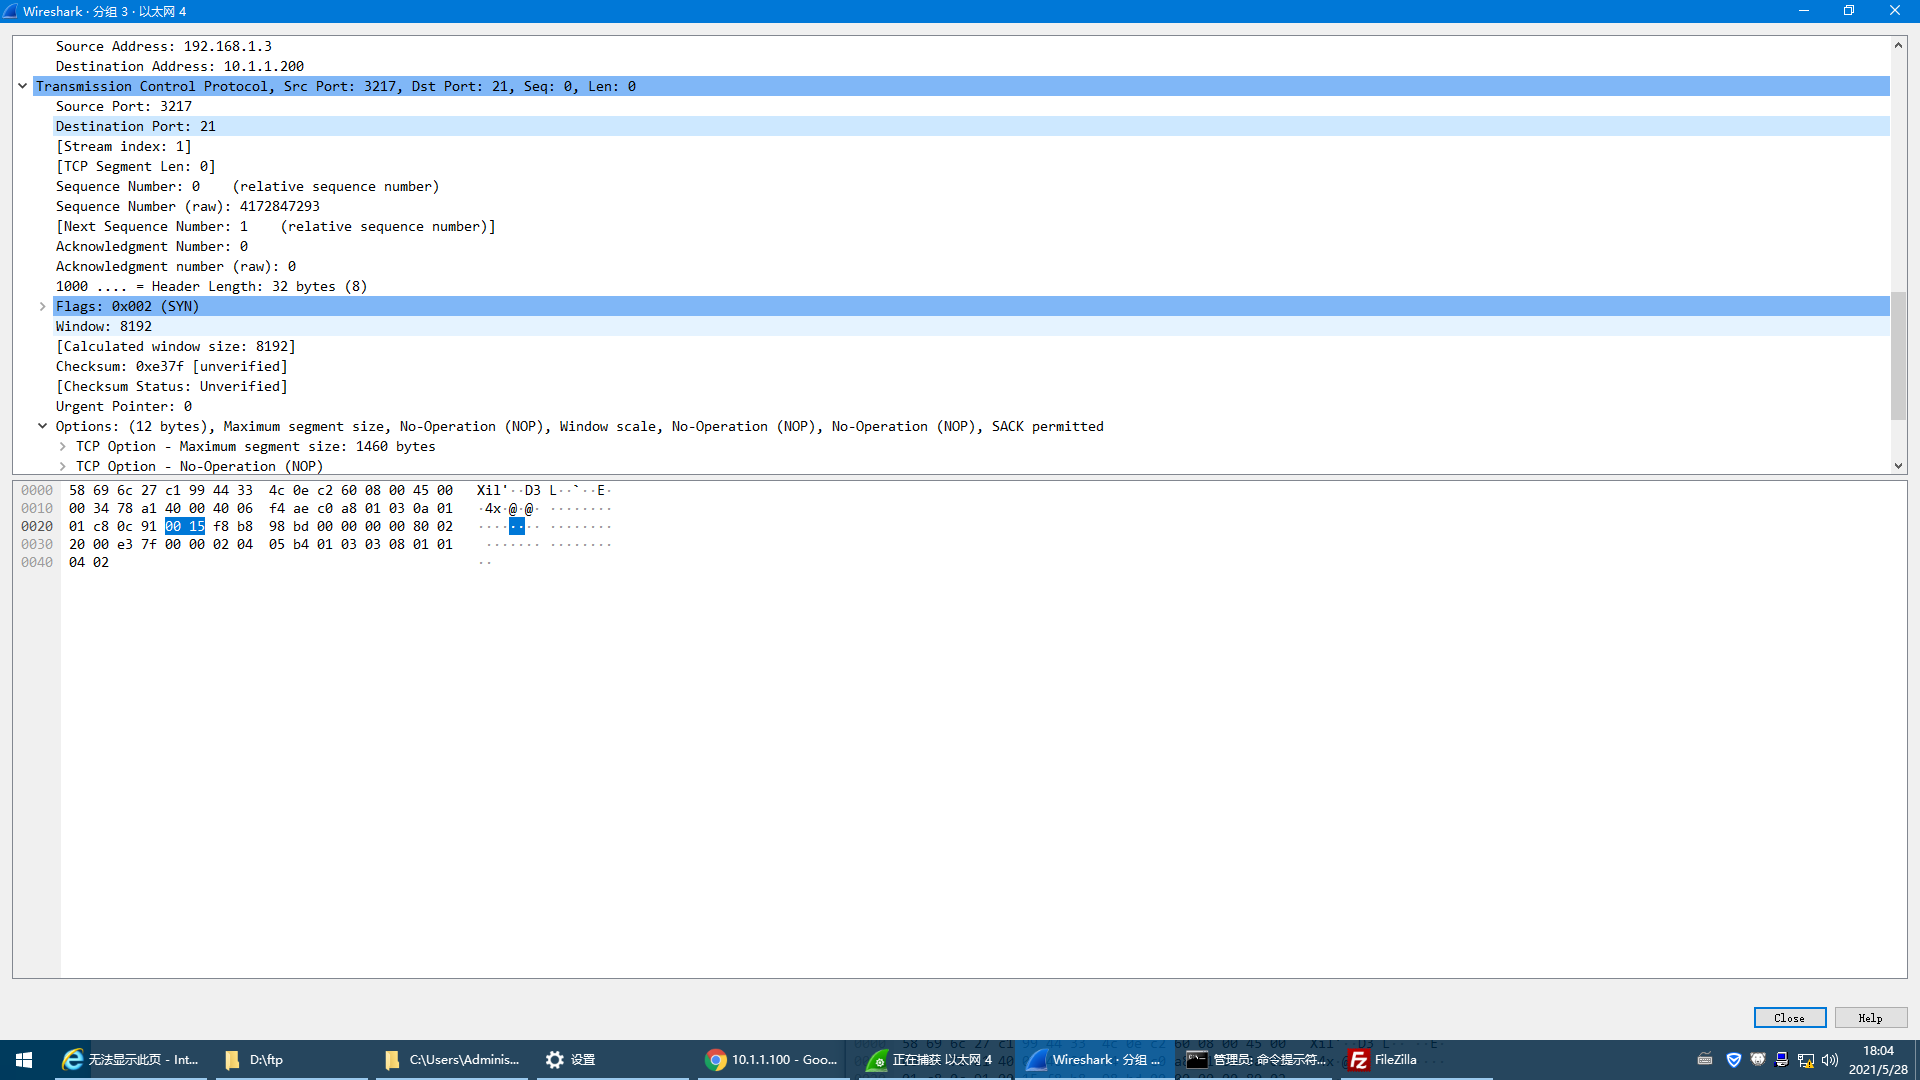 Wireshark · 分组 3 · 以太网 4
Source Address: 192.168.1.3
Destination Address: 10.1.1.200
Transmission Control Protocol, Src Port: 3217, Dst Port: 21, Seq: 0, Len: 0
Source Port: 3217
Destination Port: 21
[Stream index: 1]
[TCP Segment Len: 0]
Sequence Number: 0    (relative sequence number)
Sequence Number (raw): 4172847293
[Next Sequence Number: 1    (relative sequence number)]
Acknowledgment Number: 0
Acknowledgment number (raw): 0
1000 .... = Header Length: 32 bytes (8)
Flags: 0x002 (SYN)
Window: 8192
[Calculated window size: 8192]
Checksum: 0xe37f [unverified]
[Checksum Status: Unverified]
Urgent Pointer: 0
Options: (12 bytes), Maximum segment size, No-Operation (NOP), Window scale, No-Operation (NOP), No-Operation (NOP), SACK permitted
TCP Option - Maximum segment size: 1460 bytes
TCP Option - No-Operation (NOP)
0000 58 69 6c 27 c1 99 44 33 4c 0e c2 60 08 00 45 00 Xil'··D3 L··`··E·
0010 00 34 78 a1 40 00 40 06 f4 ae c0 a8 01 03 0a 01 ·4x·@·@· ········
0020 01 c8 0c 91 00 15 f8 b8 98 bd 00 00 00 00 80 02 ········ ········
0030 20 00 e3 7f 00 00 02 04 05 b4 01 03 03 08 01 01 ······· ········
0040 04 02 ··
Close Help
无法显示此页 - Int... D:\ftp C:\Users\Adminis... 设置 10.1.1.100 - Goo... 正在捕获 以太网 4 Wireshark · 分组 ... 管理员: 命令提示符... FileZilla
18:04
2021/5/28